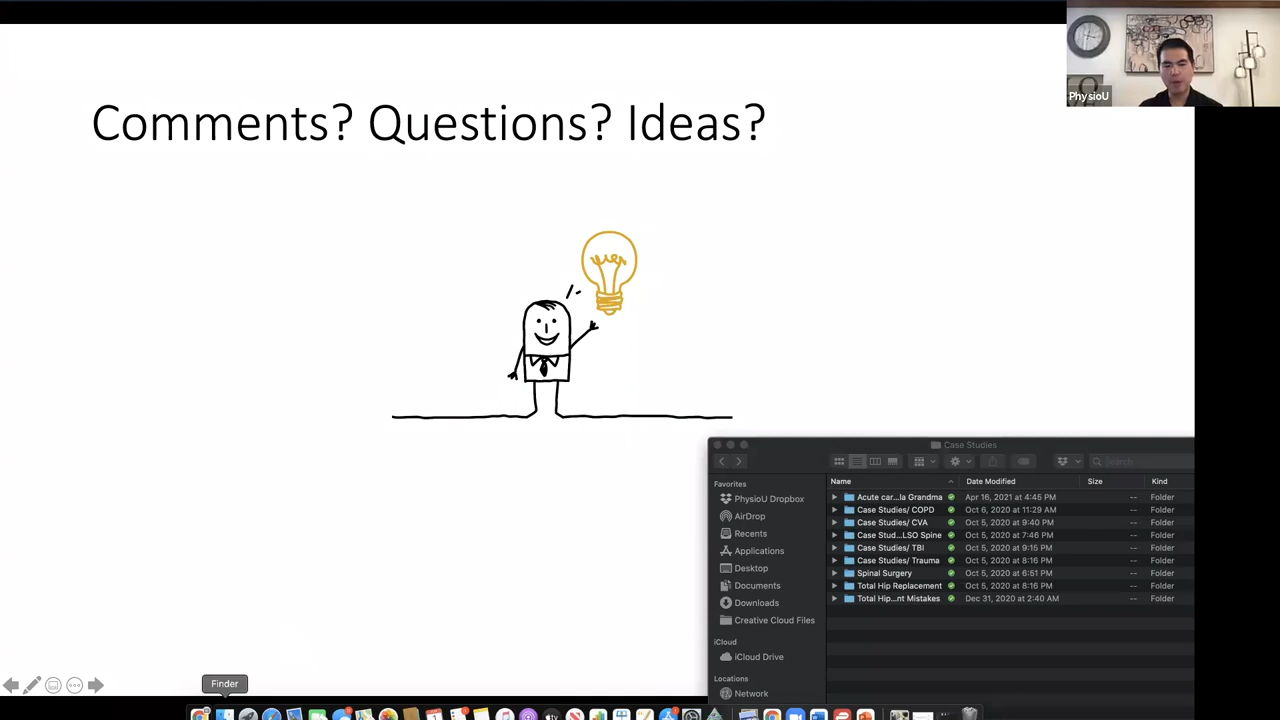 PhysioU
Comments? Questions? Ideas?
Case Studies
Search
Favorites
PhysioU Dropbox
AirDrop
Recents
Applications
Desktop
Documents
Downloads
Creative Cloud Files
iCloud
iCloud Drive
Locations
Network
Name Date Modified Size Kind
Acute car...la Grandma Apr 16, 2021 at 4:45 PM -- Folder
Case Studies/ COPD Oct 6, 2020 at 11:29 AM -- Folder
Case Studies/ CVA Oct 5, 2020 at 9:40 PM -- Folder
Case Stud...LSO Spine Oct 5, 2020 at 7:46 PM -- Folder
Case Studies/ TBI Oct 5, 2020 at 9:15 PM -- Folder
Case Studies/ Trauma Oct 5, 2020 at 8:16 PM -- Folder
Spinal Surgery Oct 5, 2020 at 6:51 PM -- Folder
Total Hip Replacement Oct 5, 2020 at 8:16 PM -- Folder
Total Hip...nt Mistakes Dec 31, 2020 at 2:40 AM -- Folder
Finder